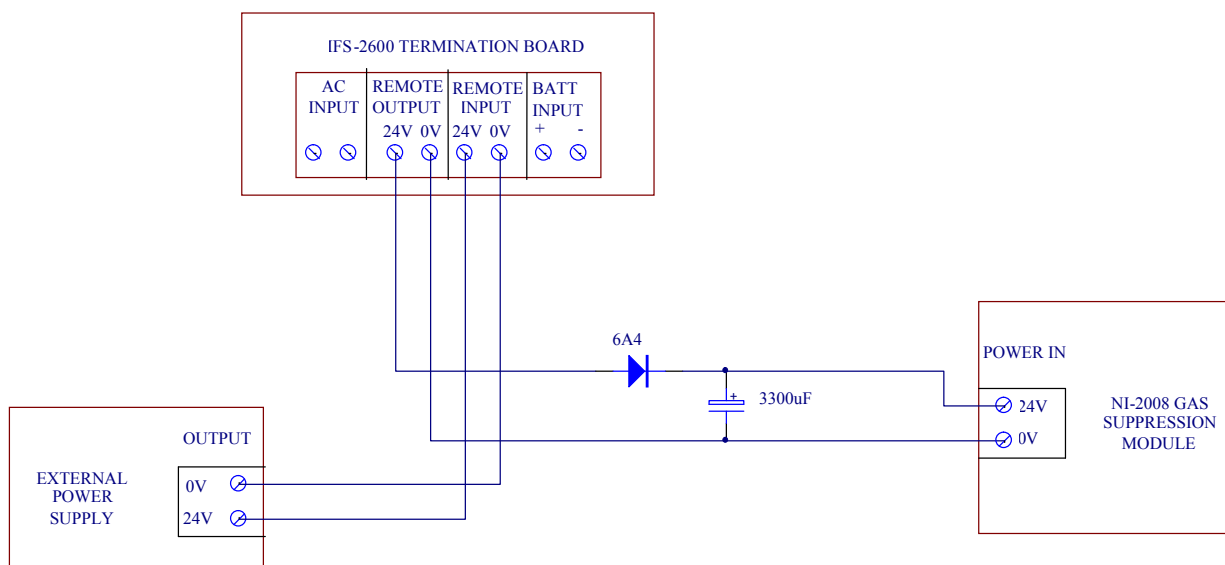 IFS-2600 TERMINATION BOARD
AC
INPUT
REMOTE
OUTPUT
24V 0V
REMOTE
INPUT
24V 0V
BATT
INPUT
+ -
6A4
+
3300uF
POWER IN
24V
0V
NI-2008 GAS
SUPPRESSION
MODULE
OUTPUT
0V
24V
EXTERNAL
POWER
SUPPLY